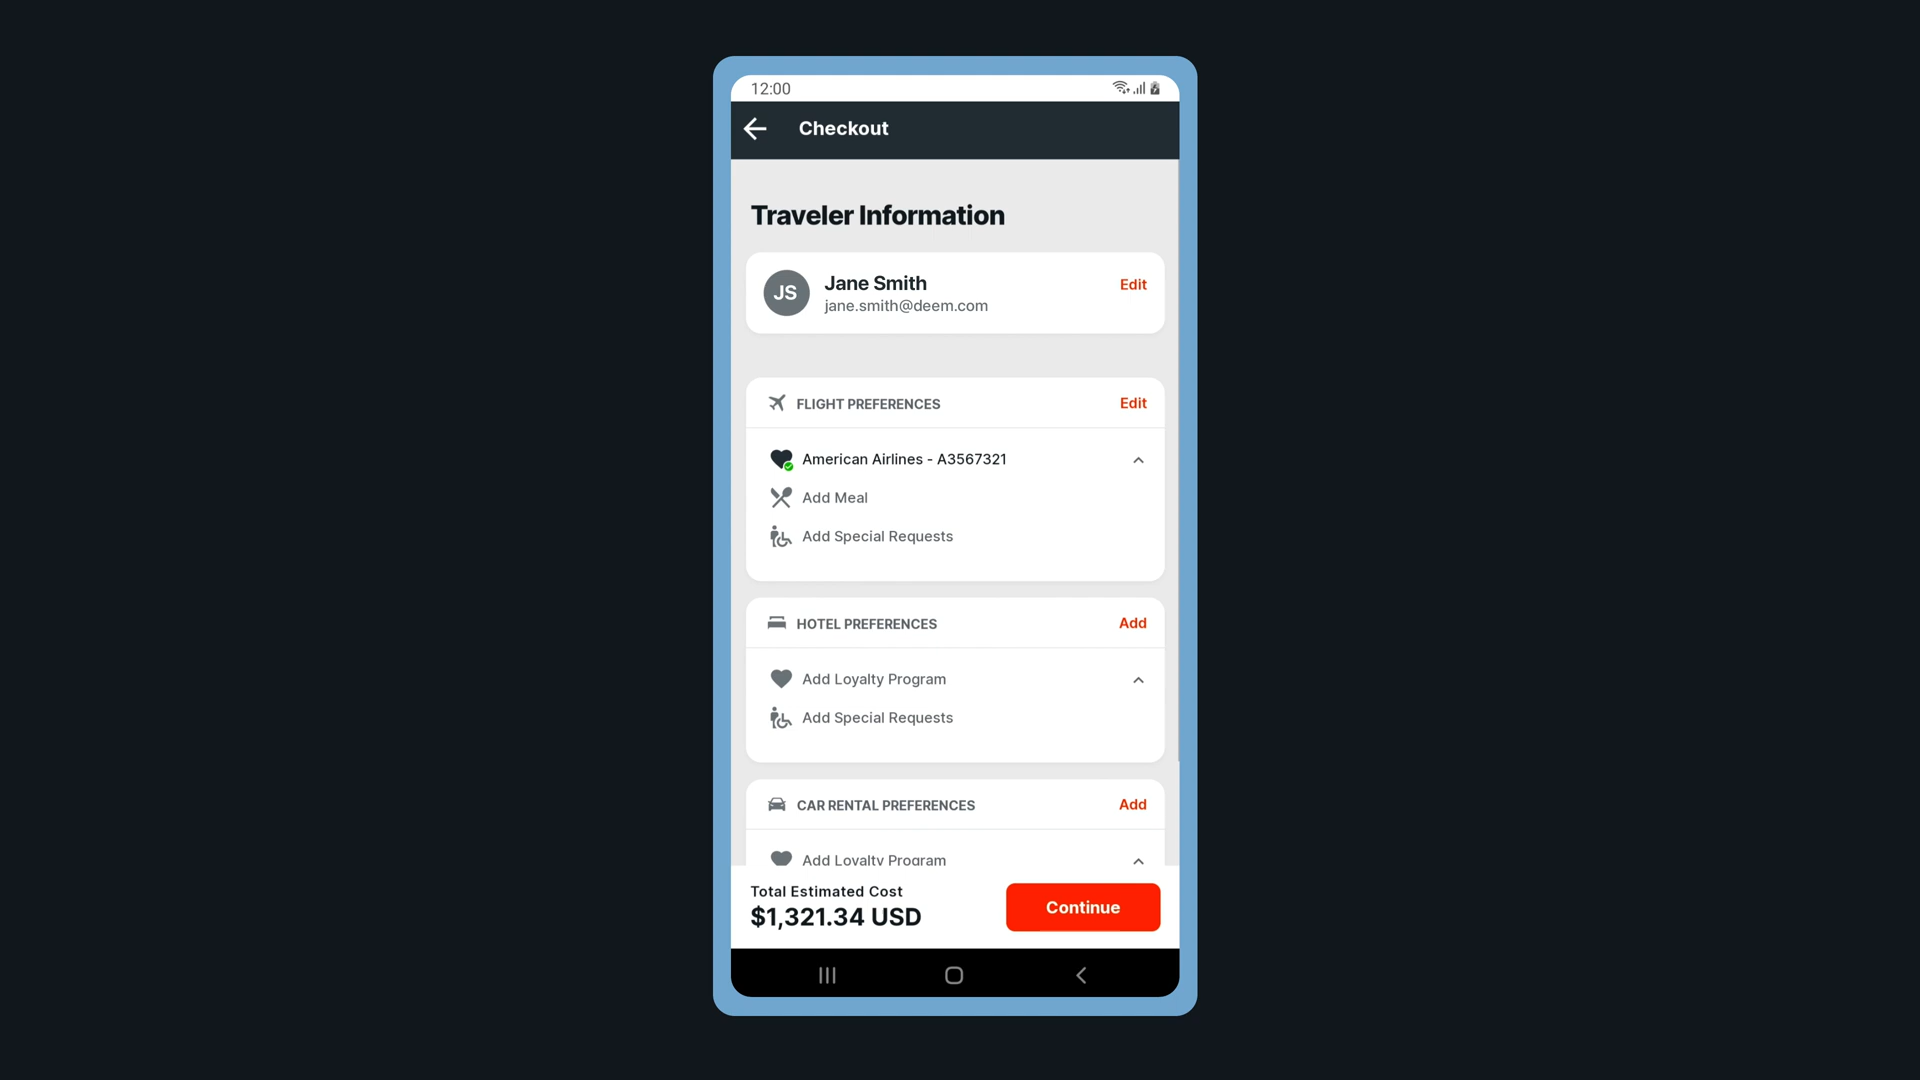 12:00
Checkout
Traveler Information
JS
Jane Smith
Edit
jane.smith@deem.com
FLIGHT PREFERENCES
Edit
American Airlines - A3567321
Add Meal
Add Special Requests
HOTEL PREFERENCES
Add
Add Loyalty Program
Add Special Requests
CAR RENTAL PREFERENCES
Add
Add Loyalty Program
Total Estimated Cost
$1,321.34 USD
Continue